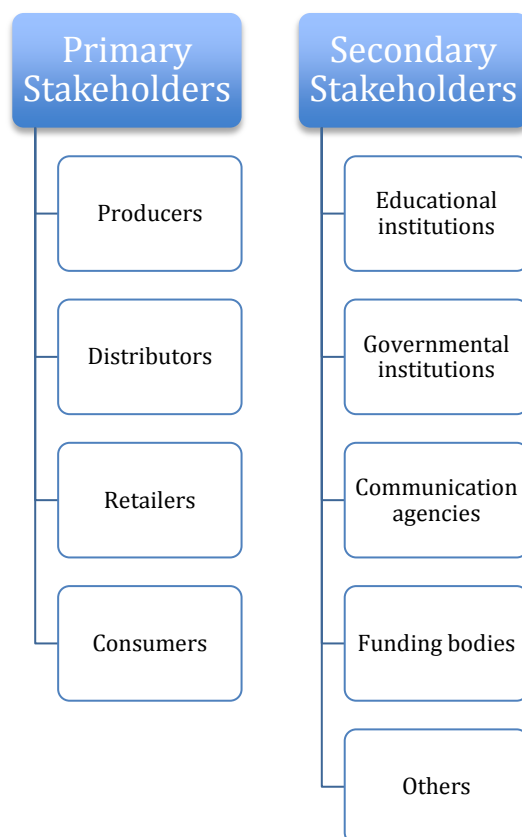 Primary
Stakeholders
Producers
Distributors
Retailers
Consumers
Secondary
Stakeholders
Educational
institutions
Governmental
institutions
Communication
agencies
Funding bodies
Others